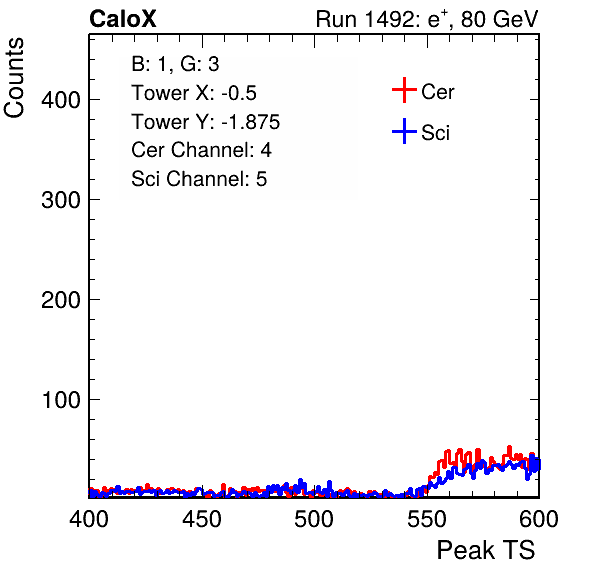 CaloX Run 1492: e⁺, 80 GeV
Counts
B: 1, G: 3
Tower X: -0.5
Tower Y: -1.875
Cer Channel: 4
Sci Channel: 5
Cer
Sci
400
300
200
100
400 450 500 550 600
Peak TS